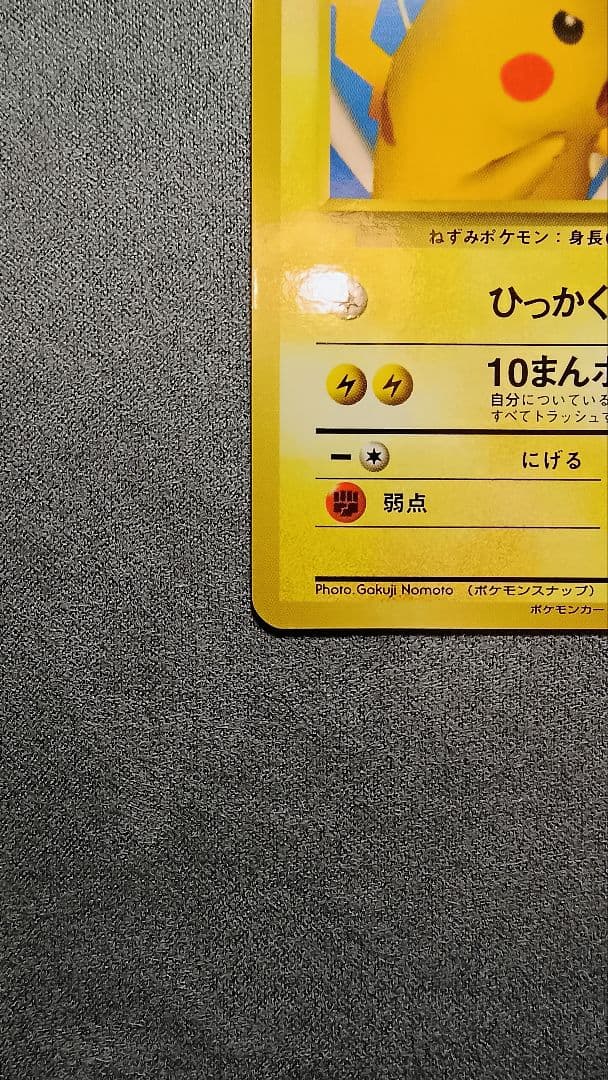 ねずみポケモン：身長
ひっかく
10まんボ
自分についている
すべてトラッシュす
にげる
弱点
Photo.Gakuji Nomoto （ポケモンスナップ）
ポケモンカー